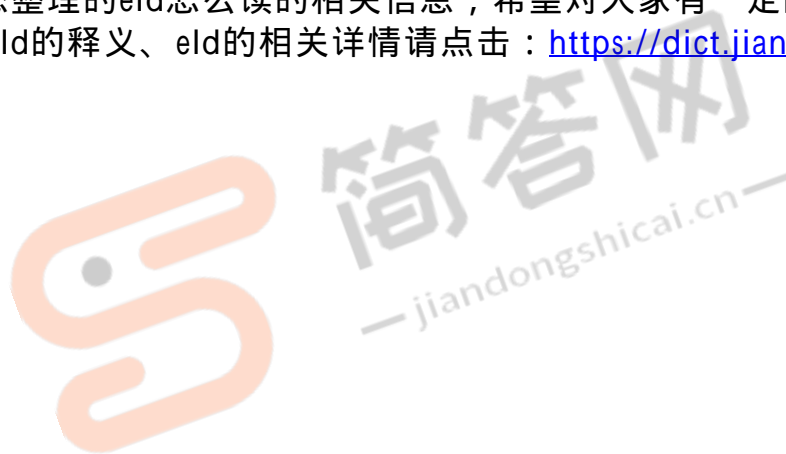 整理的eld怎么读的相关信息，希望对大家有一定
ld的释义、eld的相关详情请点击：https://dict.jian
简答网
jiandongshicai.cn